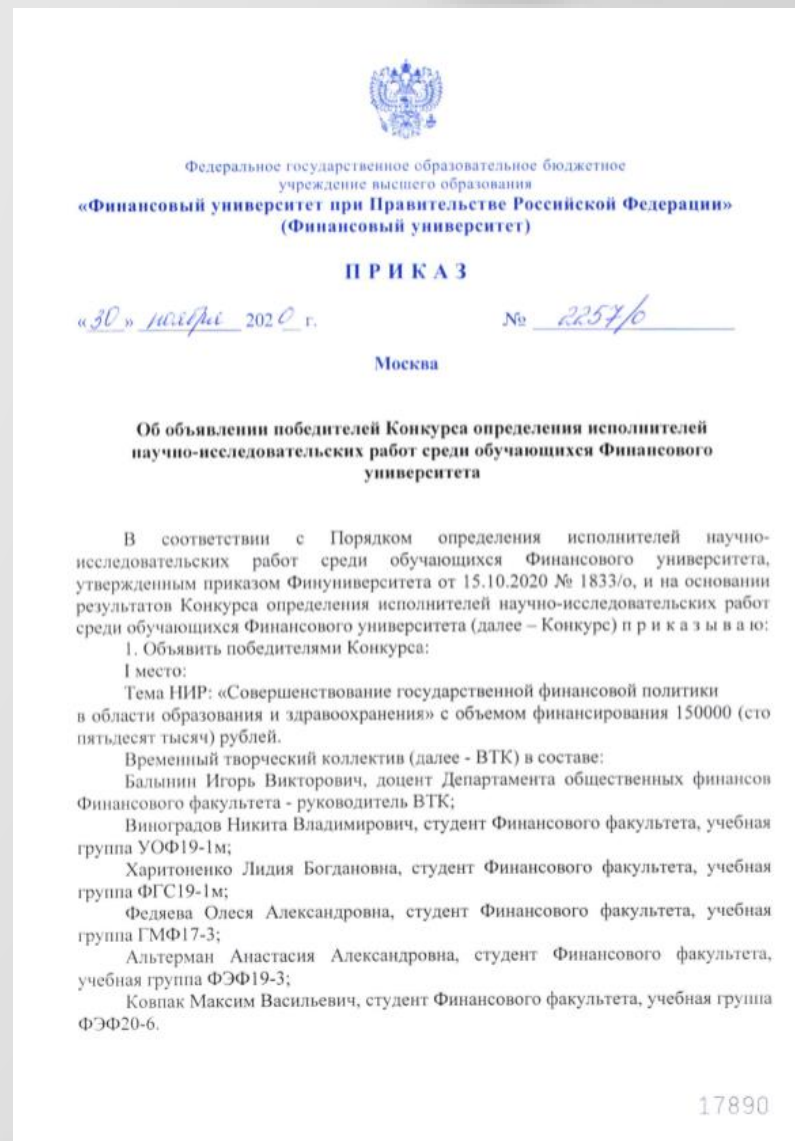 Федеральное государственное образовательное бюджетное
учреждение высшего образования
«Финансовый университет при Правительстве Российской Федерации»
(Финансовый университет)
П Р И К А З
«30» ноября 2020 г. № 2257/о
Москва
Об объявлении победителей Конкурса определения исполнителей
научно-исследовательских работ среди обучающихся Финансового
университета
В соответствии с Порядком определения исполнителей научно-
исследовательских работ среди обучающихся Финансового университета,
утвержденным приказом Финуниверситета от 15.10.2020 № 1833/о, и на основании
результатов Конкурса определения исполнителей научно-исследовательских работ
среди обучающихся Финансового университета (далее – Конкурс) п р и к а з ы в а ю:
1. Объявить победителями Конкурса:
I место:
Тема НИР: «Совершенствование государственной финансовой политики
в области образования и здравоохранения» с объемом финансирования 150000 (сто
пятьдесят тысяч) рублей.
Временный творческий коллектив (далее - ВТК) в составе:
Балынин Игорь Викторович, доцент Департамента общественных финансов
Финансового факультета - руководитель ВТК;
Виноградов Никита Владимирович, студент Финансового факультета, учебная
группа УОФ19-1м;
Харитоненко Лидия Богдановна, студент Финансового факультета, учебная
группа ФГС19-1м;
Федяева Олеся Александровна, студент Финансового факультета, учебная
группа ГМФ17-3;
Альтерман Анастасия Александровна, студент Финансового факультета,
учебная группа ФЭФ19-3;
Ковпак Максим Васильевич, студент Финансового факультета, учебная группа
ФЭФ20-6.
17890